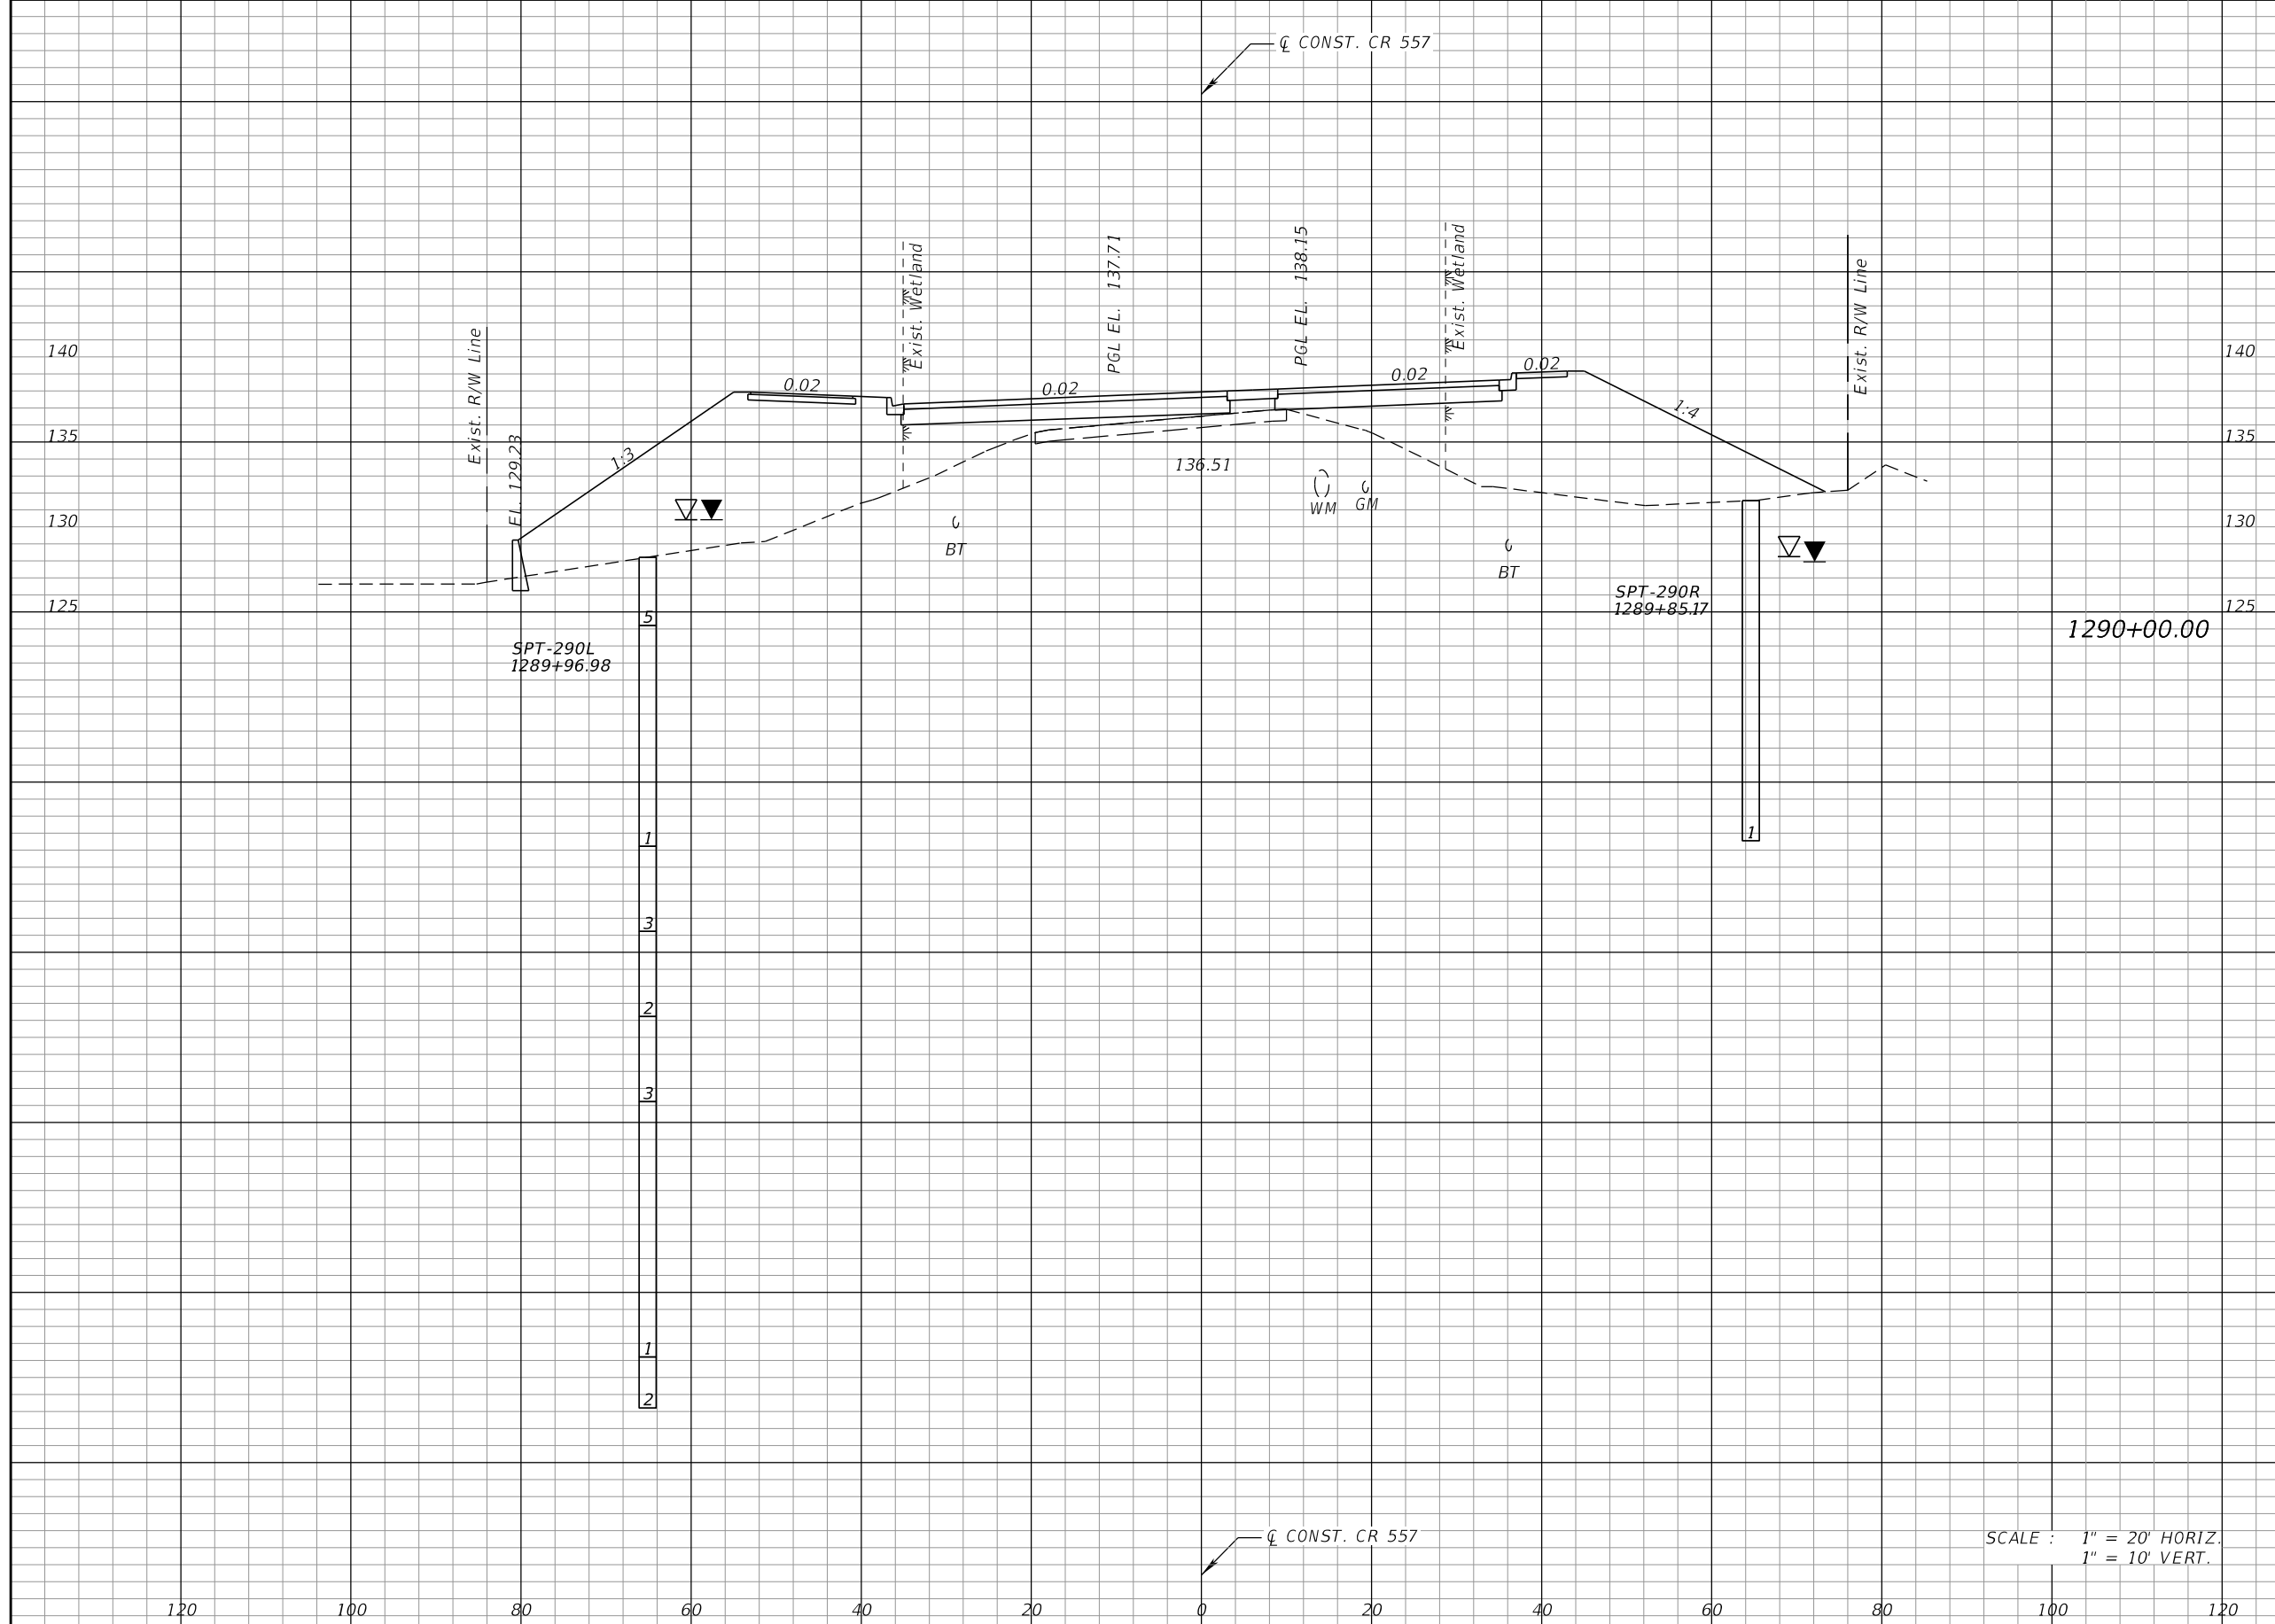 ℄ CONST. CR 557
Exist. R/W Line
EL. 129.23
Exist. Wetland
PGL EL. 137.71
PGL EL. 138.15
Exist. Wetland
Exist. R/W Line
140
140
0.02
0.02
0.02
0.02
1:3
1:4
135
135
136.51
WM
GM
130
130
BT
BT
SPT-290R
1289+85.17
125
125
1290+00.00
5
SPT-290L
1289+96.98
1
1
3
2
3
1
2
℄ CONST. CR 557
SCALE : 1" = 20' HORIZ.
1" = 10' VERT.
120 100 80 60 40 20 0 20 40 60 80 100 120